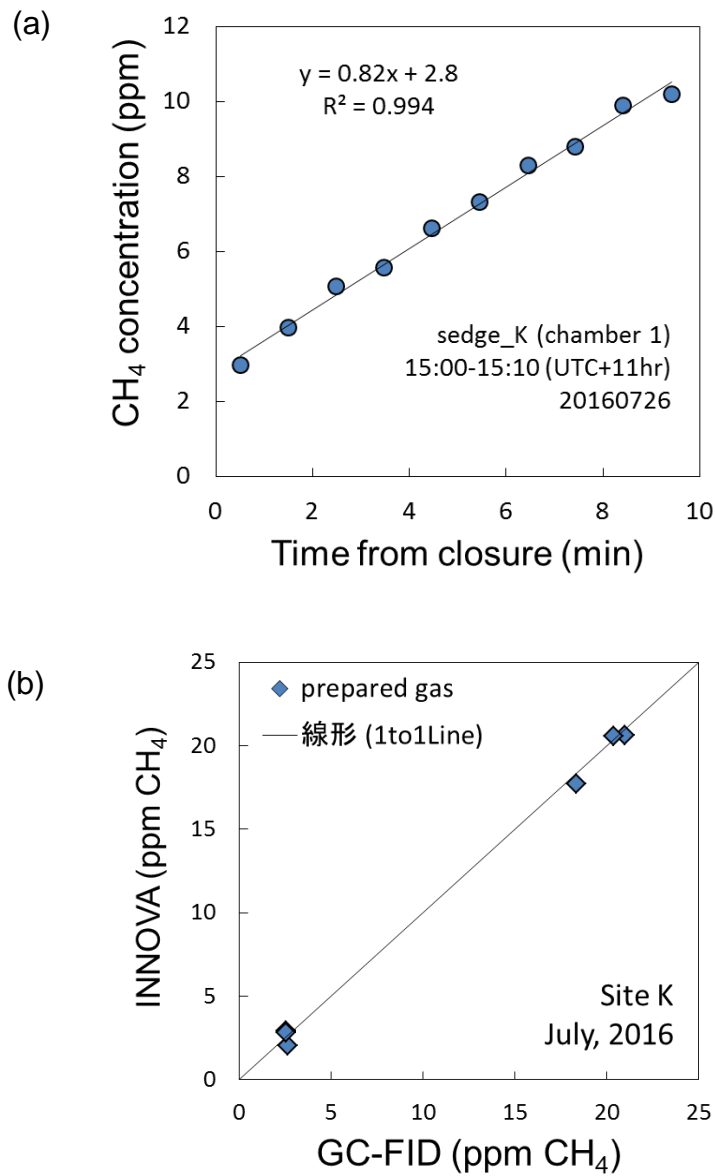 (a)
12
10
8
6
4
2
0
y = 0.82x + 2.8
R² = 0.994
sedge_K (chamber 1)
15:00-15:10 (UTC+11hr)
20160726
CH₄ concentration (ppm)
0 2 4 6 8 10
Time from closure (min)
(b)
25
20
15
10
5
0
prepared gas
線形 (1to1Line)
Site K
July, 2016
INNOVA (ppm CH₄)
0 5 10 15 20 25
GC-FID (ppm CH₄)